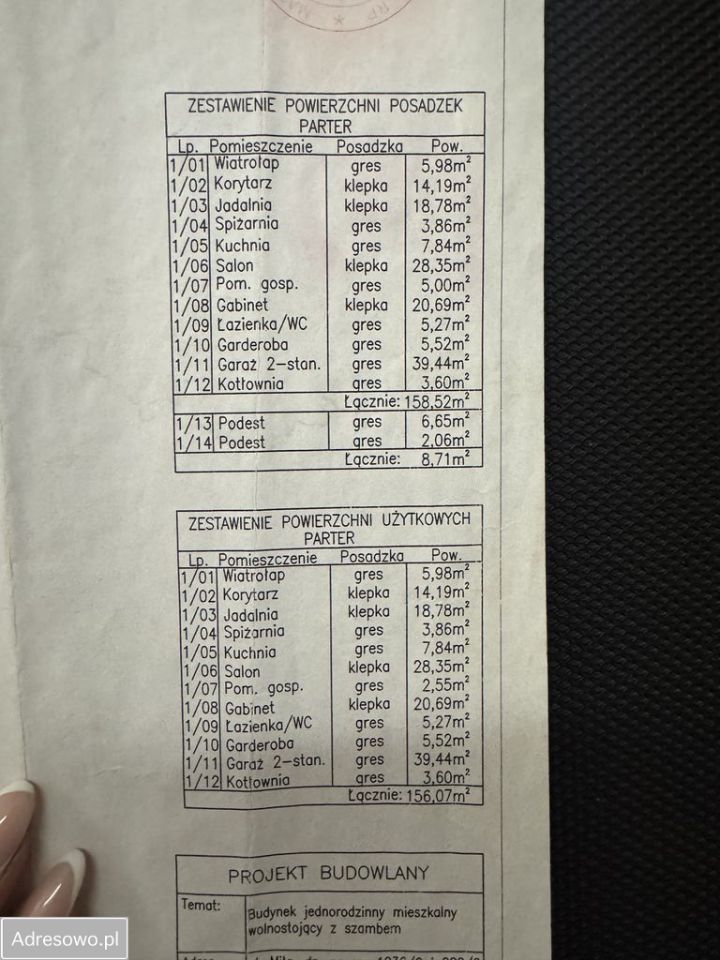 ZESTAWIENIE POWIERZCHNI POSADZEK
PARTER
Lp. Pomieszczenie Posadzka Pow.
1/01 Wiatrołap gres 5,98m²
1/02 Korytarz klepka 14,19m²
1/03 Jadalnia klepka 18,78m²
1/04 Spiżarnia gres 3,86m²
1/05 Kuchnia gres 7,84m²
1/06 Salon klepka 28,35m²
1/07 Pom. gosp. gres 5,00m²
1/08 Gabinet klepka 20,69m²
1/09 Łazienka/WC gres 5,27m²
1/10 Garderoba gres 5,52m²
1/11 Garaż 2-stan. gres 39,44m²
1/12 Kotłownia gres 3,60m²
Łącznie: 158,52m²
1/13 Podest gres 6,65m²
1/14 Podest gres 2,06m²
Łącznie: 8,71m²
ZESTAWIENIE POWIERZCHNI UŻYTKOWYCH
PARTER
Lp. Pomieszczenie Posadzka Pow.
1/01 Wiatrołap gres 5,98m²
1/02 Korytarz klepka 14,19m²
1/03 Jadalnia klepka 18,78m²
1/04 Spiżarnia gres 3,86m²
1/05 Kuchnia gres 7,84m²
1/06 Salon klepka 28,35m²
1/07 Pom. gosp. gres 2,55m²
1/08 Gabinet klepka 20,69m²
1/09 Łazienka/WC gres 5,27m²
1/10 Garderoba gres 5,52m²
1/11 Garaż 2-stan. gres 39,44m²
1/12 Kotłownia gres 3,60m²
Łącznie: 156,07m²
PROJEKT BUDOWLANY
Temat: Budynek jednorodzinny mieszkalny
wolnostojący z szambem
Adresowo.pl